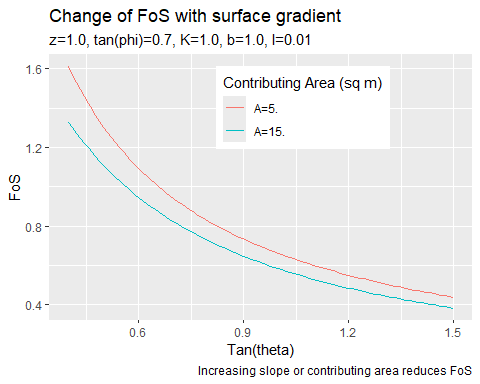 Change of FoS with surface gradient
z=1.0, tan(phi)=0.7, K=1.0, b=1.0, I=0.01
Contributing Area (sq m)
A=5.
A=15.
FoS
1.6
1.2
0.8
0.4
0.6
0.9
1.2
1.5
Tan(theta)
Increasing slope or contributing area reduces FoS